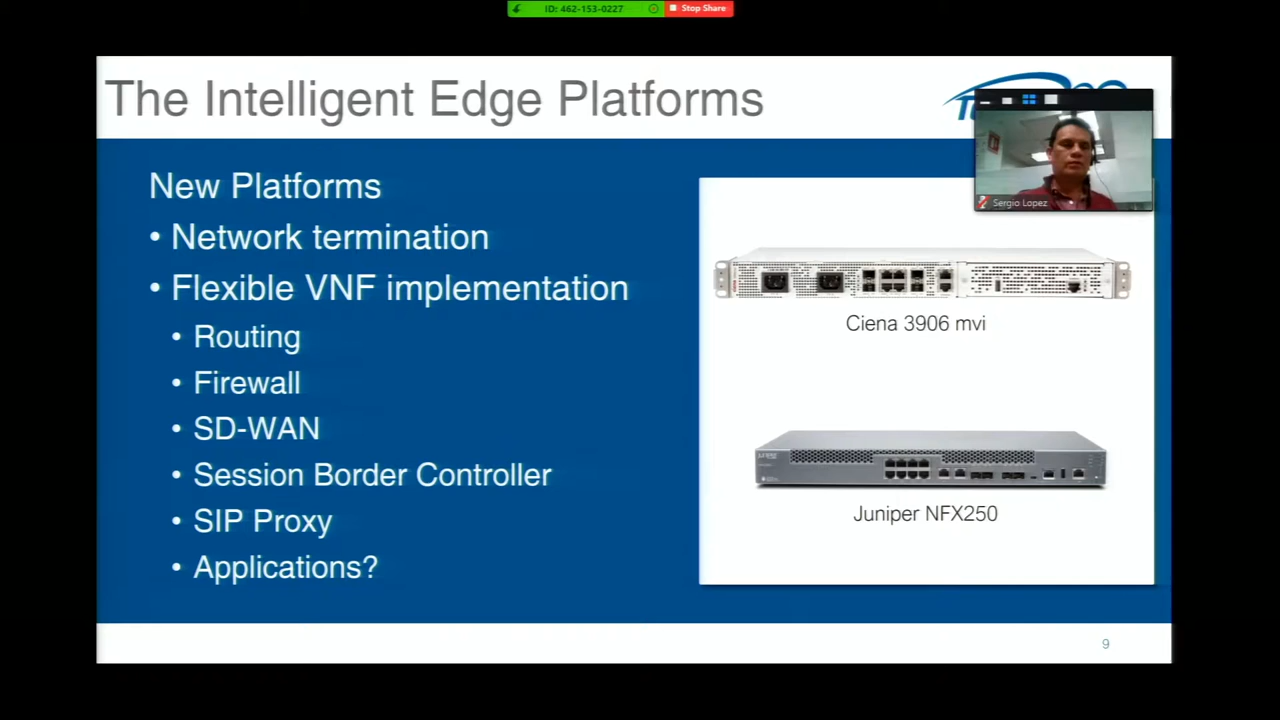 ID: 462-153-0227
Stop Share
The Intelligent Edge Platforms
Sergio Lopez
New Platforms
• Network termination
• Flexible VNF implementation
• Routing
• Firewall
• SD-WAN
• Session Border Controller
• SIP Proxy
• Applications?
Ciena 3906 mvi
Juniper NFX250
9